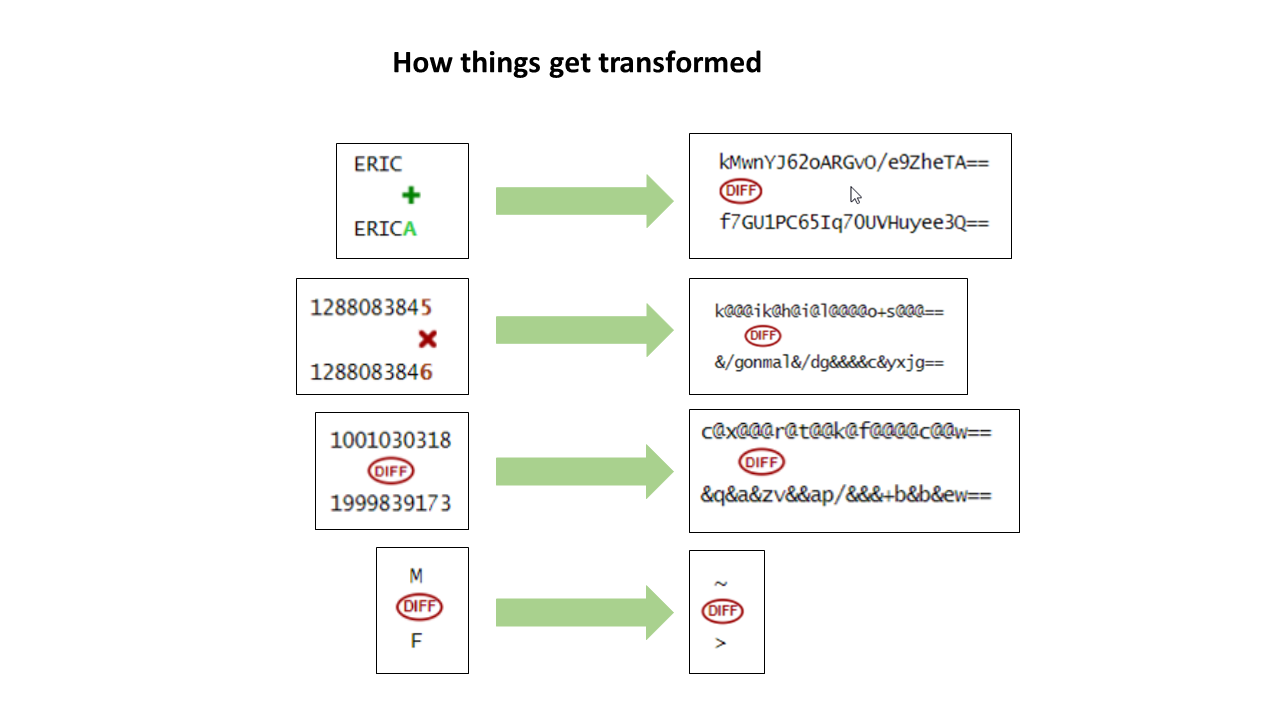 How things get transformed
ERIC
ERICA
kMwnYJ62oARGvO/e9ZheTA==
DIFF
f7GU1PC65Iq7OUVHuyee3Q==
1288083845
1288083846
k@@@ik@h@i@l@@@@o+s@@@==
DIFF
&/gonmal&/dg&&&&c&yxjg==
1001030318
DIFF
1999839173
c@x@@@r@t@@k@f@@@@c@@w==
DIFF
&q&a&zv&&ap/&&&+b&b&ew==
M
DIFF
F
~
DIFF
>